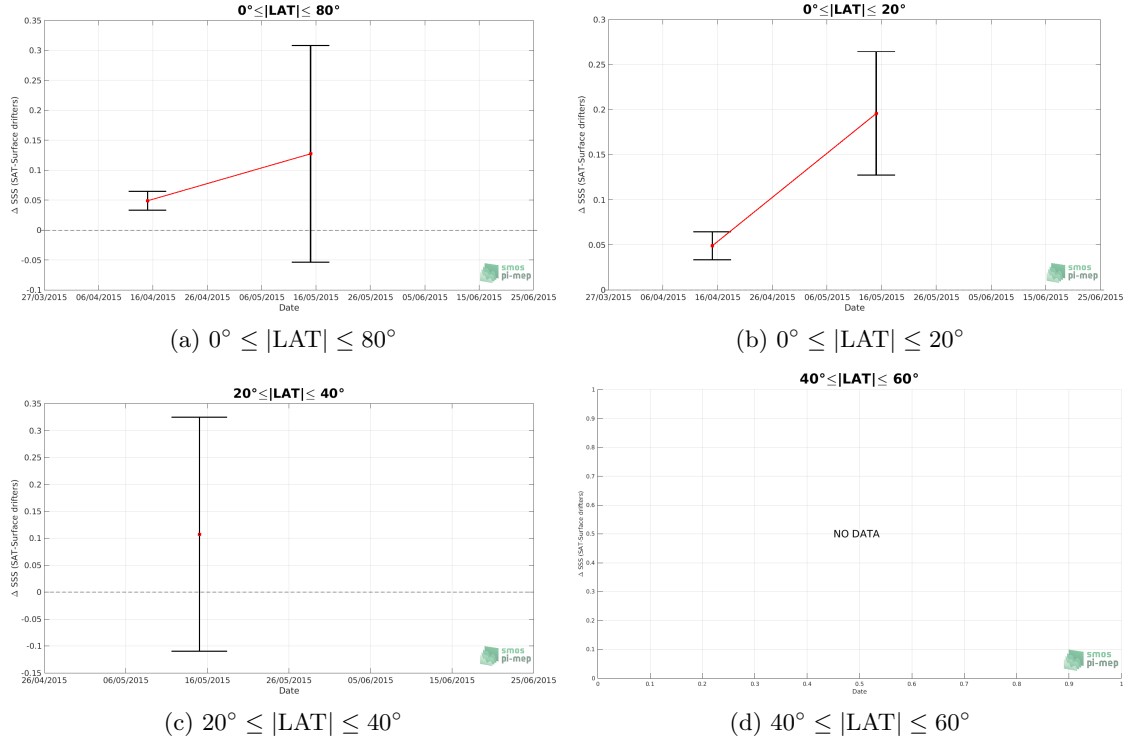 0°≤|LAT|≤ 80°
0.35
0.3
0.25
0.2
0.15
0.1
0.05
0
-0.05
-0.1
Δ SSS (SAT-Surface drifters)
27/03/2015 06/04/2015 16/04/2015 26/04/2015 06/05/2015 16/05/2015 26/05/2015 05/06/2015 15/06/2015 25/06/2015
Date
smos
pi-mep
(a) 0° ≤ |LAT| ≤ 80°
0°≤|LAT|≤ 20°
0.3
0.25
0.2
0.15
0.1
0.05
0
Δ SSS (SAT-Surface drifters)
27/03/2015 06/04/2015 16/04/2015 26/04/2015 06/05/2015 16/05/2015 26/05/2015 05/06/2015 15/06/2015 25/06/2015
Date
smos
pi-mep
(b) 0° ≤ |LAT| ≤ 20°
20°≤|LAT|≤ 40°
0.35
0.3
0.25
0.2
0.15
0.1
0.05
0
-0.05
-0.1
-0.15
Δ SSS (SAT-Surface drifters)
26/04/2015 06/05/2015 16/05/2015 26/05/2015 05/06/2015 15/06/2015 25/06/2015
Date
smos
pi-mep
(c) 20° ≤ |LAT| ≤ 40°
40°≤|LAT|≤ 60°
1
0.9
0.8
0.7
0.6
0.5
0.4
0.3
0.2
0.1
0
Δ SSS (SAT-Surface drifters)
NO DATA
0 0.1 0.2 0.3 0.4 0.5 0.6 0.7 0.8 0.9 1
Date
smos
pi-mep
(d) 40° ≤ |LAT| ≤ 60°